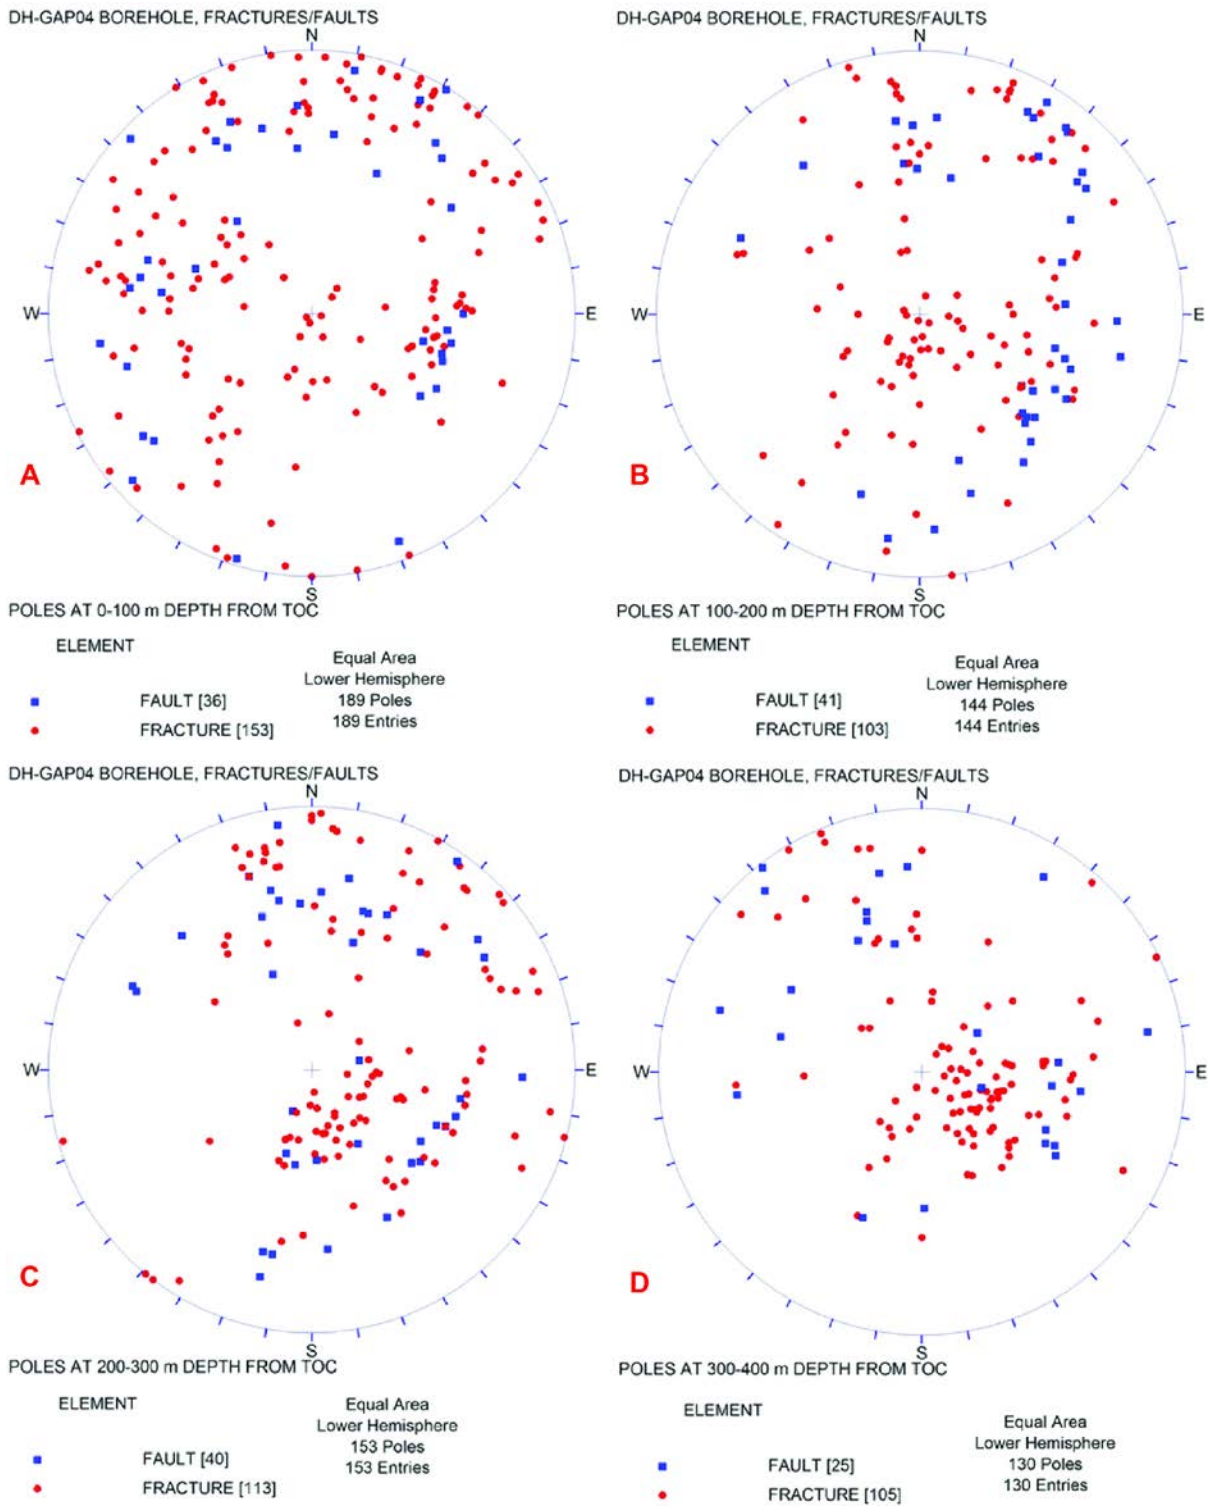 DH-GAP04 BOREHOLE, FRACTURES/FAULTS
N
W
E
S
A
POLES AT 0-100 m DEPTH FROM TOC
ELEMENT
FAULT [36]
FRACTURE [153]
Equal Area
Lower Hemisphere
189 Poles
189 Entries
DH-GAP04 BOREHOLE, FRACTURES/FAULTS
N
W
E
S
B
POLES AT 100-200 m DEPTH FROM TOC
ELEMENT
FAULT [41]
FRACTURE [103]
Equal Area
Lower Hemisphere
144 Poles
144 Entries
DH-GAP04 BOREHOLE, FRACTURES/FAULTS
N
W
E
S
C
POLES AT 200-300 m DEPTH FROM TOC
ELEMENT
FAULT [40]
FRACTURE [113]
Equal Area
Lower Hemisphere
153 Poles
153 Entries
DH-GAP04 BOREHOLE, FRACTURES/FAULTS
N
W
E
S
D
POLES AT 300-400 m DEPTH FROM TOC
ELEMENT
FAULT [25]
FRACTURE [105]
Equal Area
Lower Hemisphere
130 Poles
130 Entries